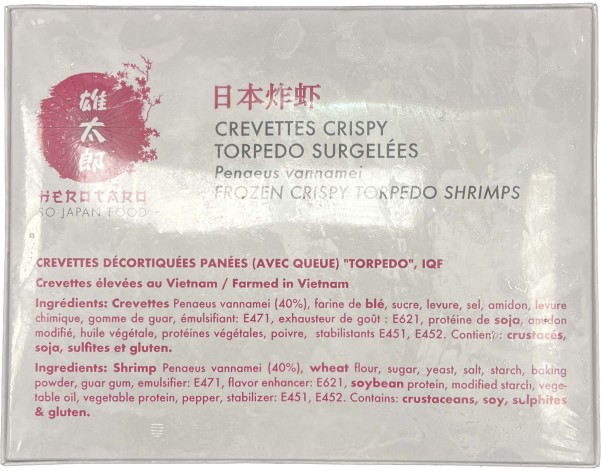 雄太郎
HEROTARO
SO JAPAN FOOD
日本炸虾
CREVETTES CRISPY
TORPEDO SURGELÉES
Penaeus vannamei
FROZEN CRISPY TORPEDO SHRIMPS
CREVETTES DÉCORTIQUÉES PANÉES (AVEC QUEUE) "TORPEDO", IQF
Crevettes élevées au Vietnam / Farmed in Vietnam
Ingrédients: Crevettes Penaeus vannamei (40%), farine de blé, sucre, levure, sel, amidon, levure
chimique, gomme de guar, émulsifiant: E471, exhausteur de goût : E621, protéine de soja, amidon
modifié, huile végétale, protéines végétales, poivre, stabilistants E451, E452. Contient : crustacés,
soja, sulfites et gluten.
Ingredients: Shrimp Penaeus vannamei (40%), wheat flour, sugar, yeast, salt, starch, baking
powder, guar gum, emulsifier: E471, flavor enhancer: E621, soybean protein, modified starch, vege-
table oil, vegetable protein, pepper, stabilizer: E451, E452. Contains: crustaceans, soy, sulphites
& gluten.